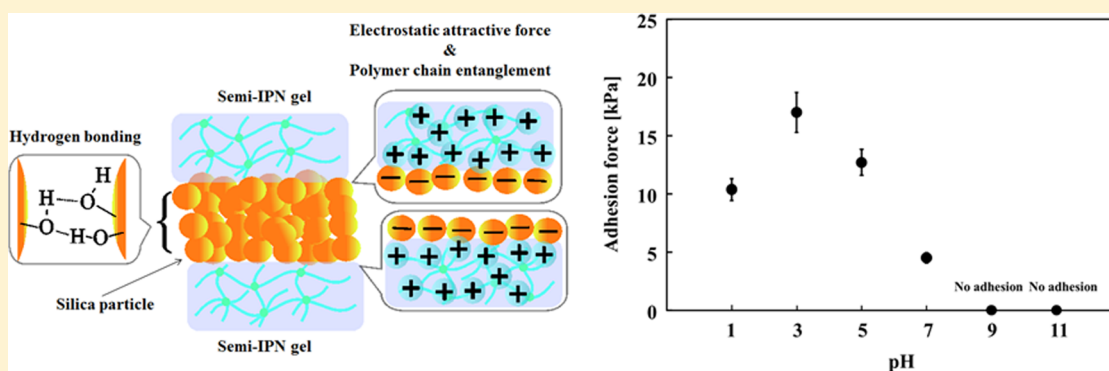 Electrostatic attractive force
&
Polymer chain entanglement
Semi-IPN gel
Hydrogen bonding
H
H
O
O
H O
Silica particle
Semi-IPN gel
+ + + + + + + + + +
− − − − − −
− − − − − −
+ + + + + + + + + +
Adhesion force [kPa]
25
20
15
10
5
0
No adhesion No adhesion
1 3 5 7 9 11
pH